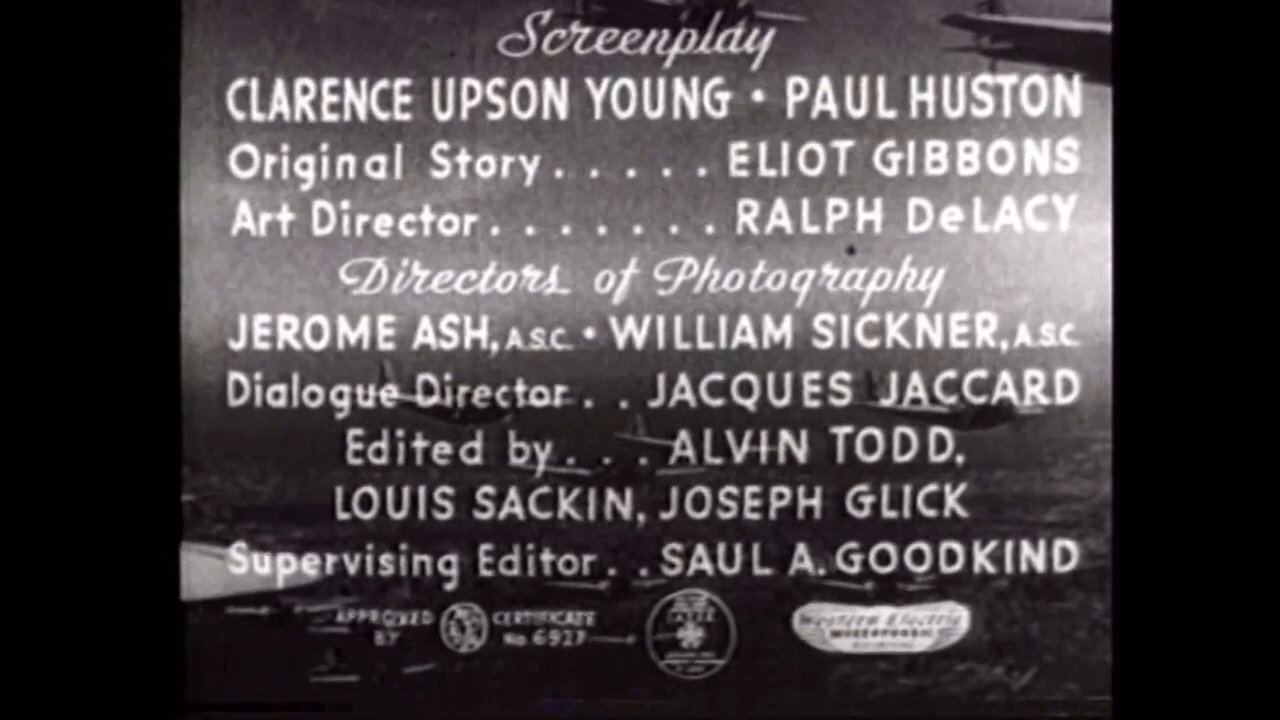 Screenplay
CLARENCE UPSON YOUNG • PAUL HUSTON
Original Story . . . . . ELIOT GIBBONS
Art Director . . . . . . . RALPH DeLACY
Directors of Photography
JEROME ASH, A.S.C. • WILLIAM SICKNER, A.S.C.
Dialogue Director . . JACQUES JACCARD
Edited by . . . ALVIN TODD,
LOUIS SACKIN, JOSEPH GLICK
Supervising Editor . . SAUL A. GOODKIND
APPROVED BY
CERTIFICATE No. 6927
Western Electric